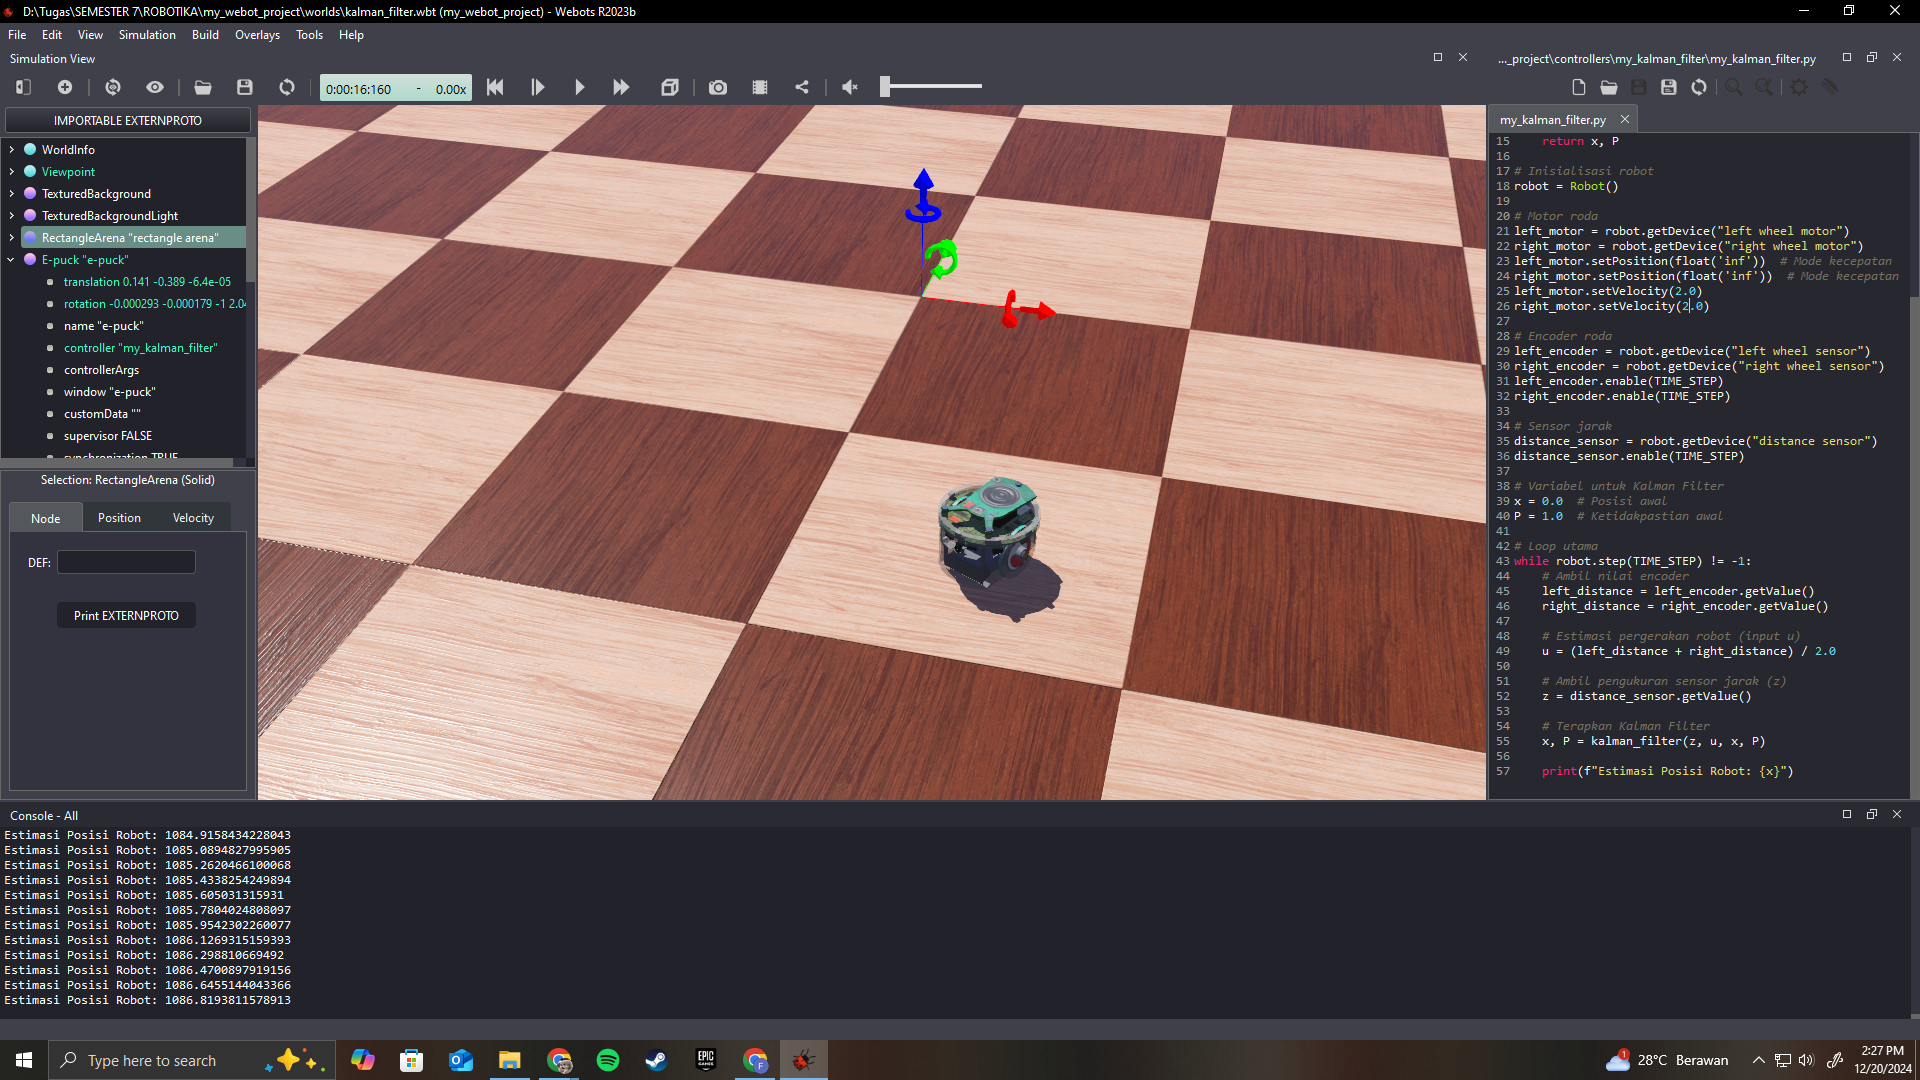 D:\Tugas\SEMESTER 7\ROBOTIKA\my_webot_project\worlds\kalman_filter.wbt (my_webot_project) - Webots R2023b
File Edit View Simulation Build Overlays Tools Help
Simulation View
..._project\controllers\my_kalman_filter\my_kalman_filter.py
0:00:16:160 - 0.00x
IMPORTABLE EXTERNPROTO
WorldInfo
Viewpoint
TexturedBackground
TexturedBackgroundLight
RectangleArena "rectangle arena"
E-puck "e-puck"
translation 0.141 -0.389 -6.4e-05
rotation -0.000293 -0.000179 -1 2.04
name "e-puck"
controller "my_kalman_filter"
controllerArgs
window "e-puck"
customData ""
supervisor FALSE
synchronization TRUE
Selection: RectangleArena (Solid)
Node Position Velocity
DEF:
Print EXTERNPROTO
my_kalman_filter.py
15 return x, P
16
17 # Inisialisasi robot
18 robot = Robot()
19
20 # Motor roda
21 left_motor = robot.getDevice("left wheel motor")
22 right_motor = robot.getDevice("right wheel motor")
23 left_motor.setPosition(float('inf')) # Mode kecepatan
24 right_motor.setPosition(float('inf')) # Mode kecepatan
25 left_motor.setVelocity(2.0)
26 right_motor.setVelocity(2.0)
27
28 # Encoder roda
29 left_encoder = robot.getDevice("left wheel sensor")
30 right_encoder = robot.getDevice("right wheel sensor")
31 left_encoder.enable(TIME_STEP)
32 right_encoder.enable(TIME_STEP)
33
34 # Sensor jarak
35 distance_sensor = robot.getDevice("distance sensor")
36 distance_sensor.enable(TIME_STEP)
37
38 # Variabel untuk Kalman Filter
39 x = 0.0 # Posisi awal
40 P = 1.0 # Ketidakpastian awal
41
42 # Loop utama
43 while robot.step(TIME_STEP) != -1:
44 # Ambil nilai encoder
45 left_distance = left_encoder.getValue()
46 right_distance = right_encoder.getValue()
47
48 # Estimasi pergerakan robot (input u)
49 u = (left_distance + right_distance) / 2.0
50
51 # Ambil pengukuran sensor jarak (z)
52 z = distance_sensor.getValue()
53
54 # Terapkan Kalman Filter
55 x, P = kalman_filter(z, u, x, P)
56
57 print(f"Estimasi Posisi Robot: {x}")
Console - All
Estimasi Posisi Robot: 1084.9158434228043
Estimasi Posisi Robot: 1085.0894827995905
Estimasi Posisi Robot: 1085.2620466100068
Estimasi Posisi Robot: 1085.4338254249894
Estimasi Posisi Robot: 1085.605031315931
Estimasi Posisi Robot: 1085.7804024808097
Estimasi Posisi Robot: 1085.9542302260077
Estimasi Posisi Robot: 1086.1269315159393
Estimasi Posisi Robot: 1086.298810669492
Estimasi Posisi Robot: 1086.4700897919156
Estimasi Posisi Robot: 1086.6455144043366
Estimasi Posisi Robot: 1086.8193811578913
Type here to search
EPIC GAMES
1
28°C Berawan
2:27 PM
12/20/2024